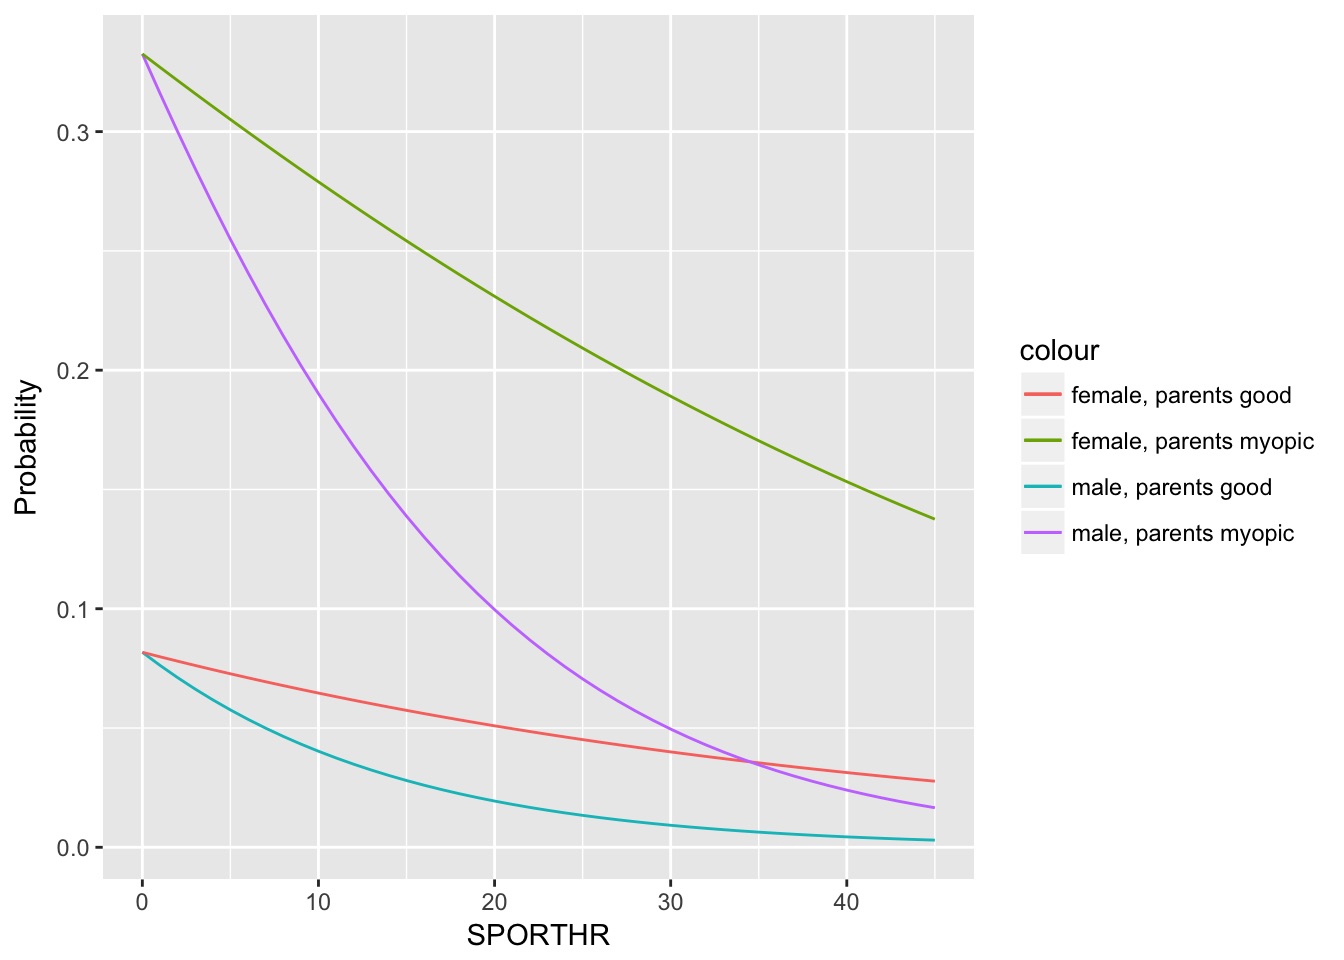 0.3
0.2
0.1
0.0
Probability
0 10 20 30 40
SPORTHR
colour
female, parents good
female, parents myopic
male, parents good
male, parents myopic